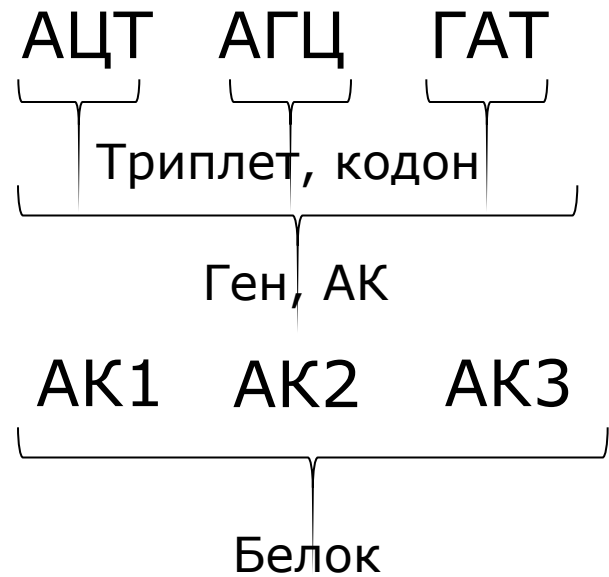 АЦТ АГЦ ГАТ
Триплет, кодон
Ген, АК
АК1 АК2 АК3
Белок